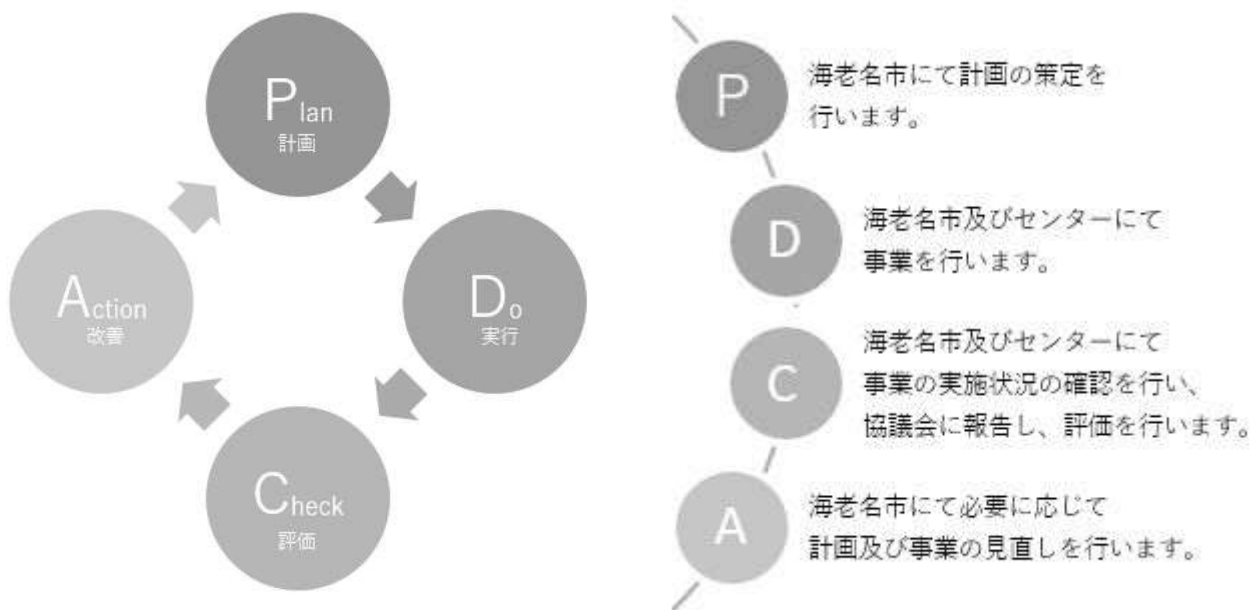 Plan
計画
Do
実行
Check
評価
Action
改善
P
海老名市にて計画の策定を
行います。
D
海老名市及びセンターにて
事業を行います。
C
海老名市及びセンターにて
事業の実施状況の確認を行い、
協議会に報告し、評価を行います。
A
海老名市にて必要に応じて
計画及び事業の見直しを行います。